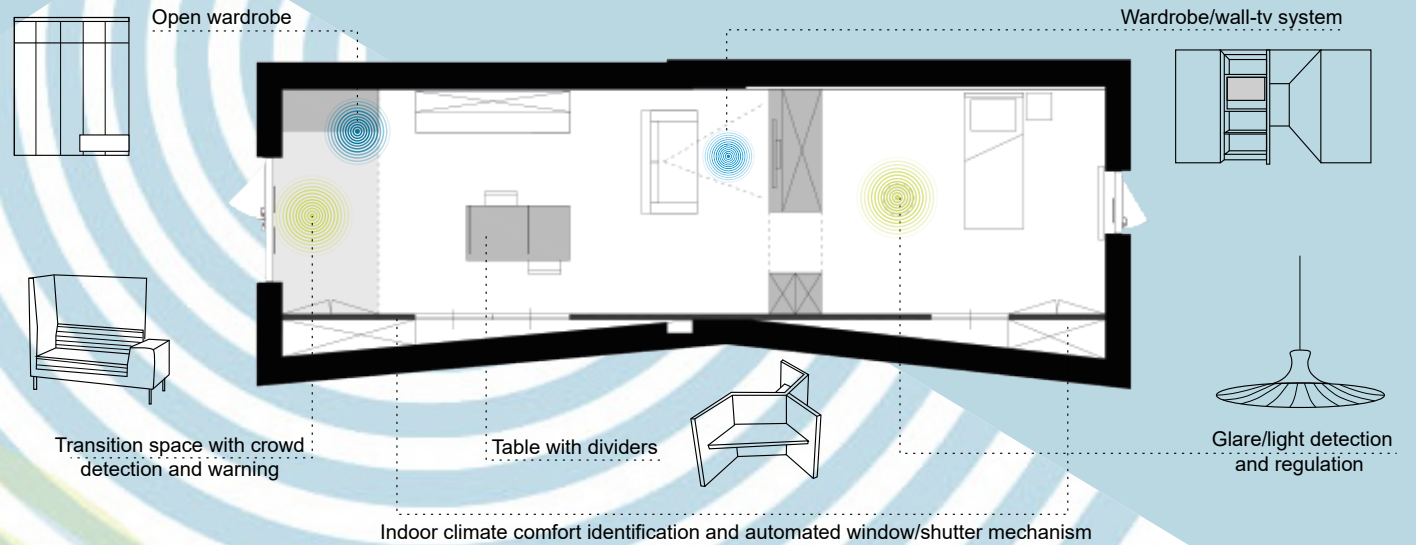 Open wardrobe
Wardrobe/wall-tv system
Transition space with crowd
detection and warning
Table with dividers
Glare/light detection
and regulation
Indoor climate comfort identification and automated window/shutter mechanism